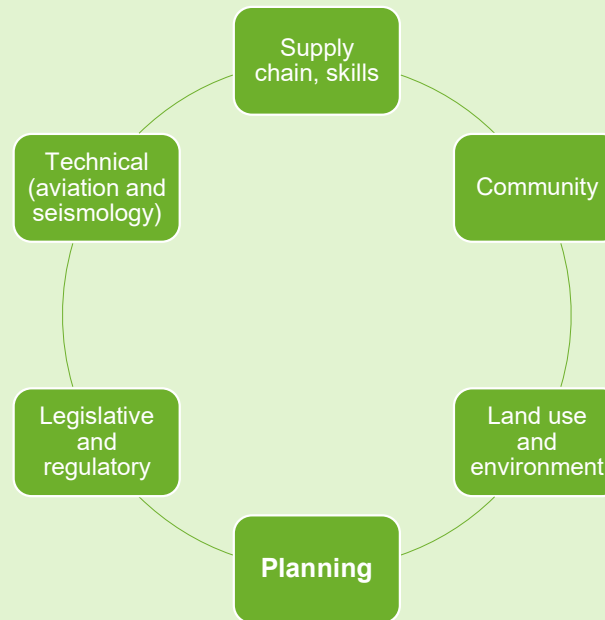 Supply
chain, skills
Technical
(aviation and
seismology)
Community
Legislative
and
regulatory
Land use
and
environment
Planning